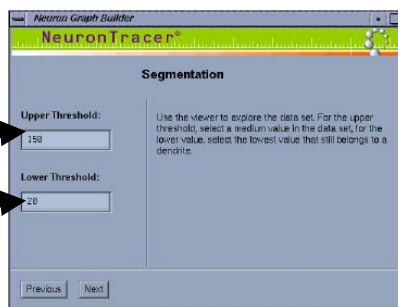 Neuron Graph Builder
NeuronTracer®
Segmentation
Upper Threshold:
150
Lower Threshold:
20
Use the viewer to explore the data set. For the upper
threshold, select a medium value in the data set, for the
lower value, select the lowest value that still belongs to a
dendrite.
Previous Next